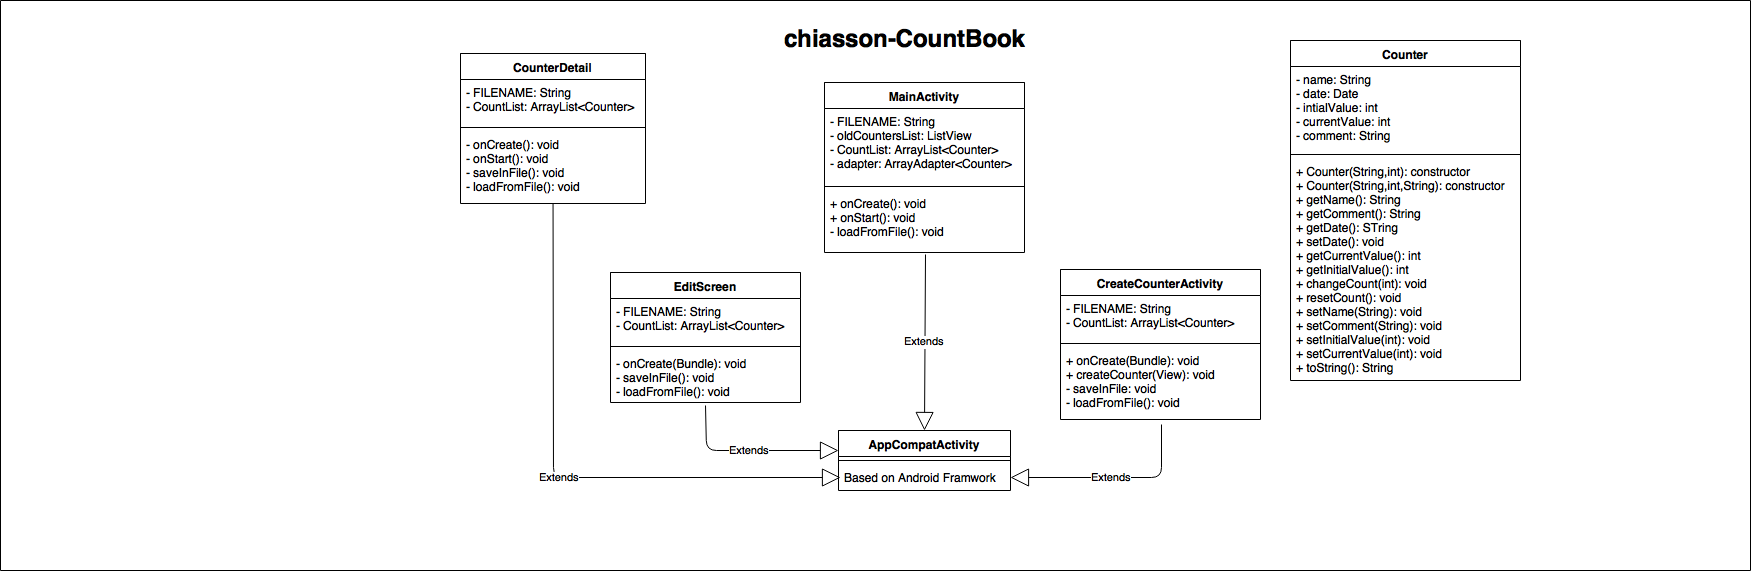 chiasson-CountBook
CounterDetail
- FILENAME: String
- CountList: ArrayList<Counter>
- onCreate(): void
- onStart(): void
- saveInFile(): void
- loadFromFile(): void
MainActivity
- FILENAME: String
- oldCountersList: ListView
- CountList: ArrayList<Counter>
- adapter: ArrayAdapter<Counter>
+ onCreate(): void
+ onStart(): void
- loadFromFile(): void
Counter
- name: String
- date: Date
- intialValue: int
- currentValue: int
- comment: String
+ Counter(String,int): constructor
+ Counter(String,int,String): constructor
+ getName(): String
+ getComment(): String
+ getDate(): STring
+ setDate(): void
+ getCurrentValue(): int
+ getInitialValue(): int
+ changeCount(int): void
+ resetCount(): void
+ setName(String): void
+ setComment(String): void
+ setInitialValue(int): void
+ setCurrentValue(int): void
+ toString(): String
EditScreen
- FILENAME: String
- CountList: ArrayList<Counter>
- onCreate(Bundle): void
- saveInFile(): void
- loadFromFile(): void
CreateCounterActivity
- FILENAME: String
- CountList: ArrayList<Counter>
+ onCreate(Bundle): void
+ createCounter(View): void
- saveInFile: void
- loadFromFile(): void
Extends
AppCompatActivity
Based on Android Framwork
Extends
Extends
Extends